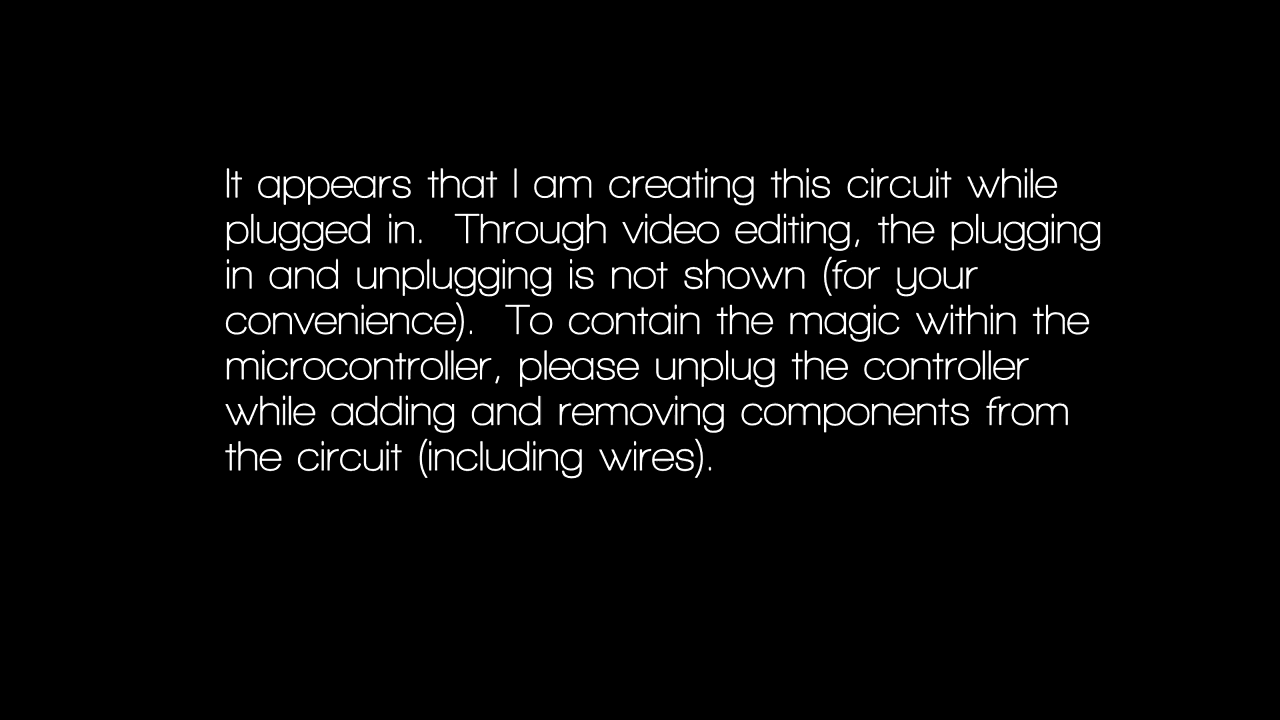 It appears that I am creating this circuit while
plugged in.  Through video editing, the plugging
in and unplugging is not shown (for your
convenience).  To contain the magic within the
microcontroller, please unplug the controller
while adding and removing components from
the circuit (including wires).